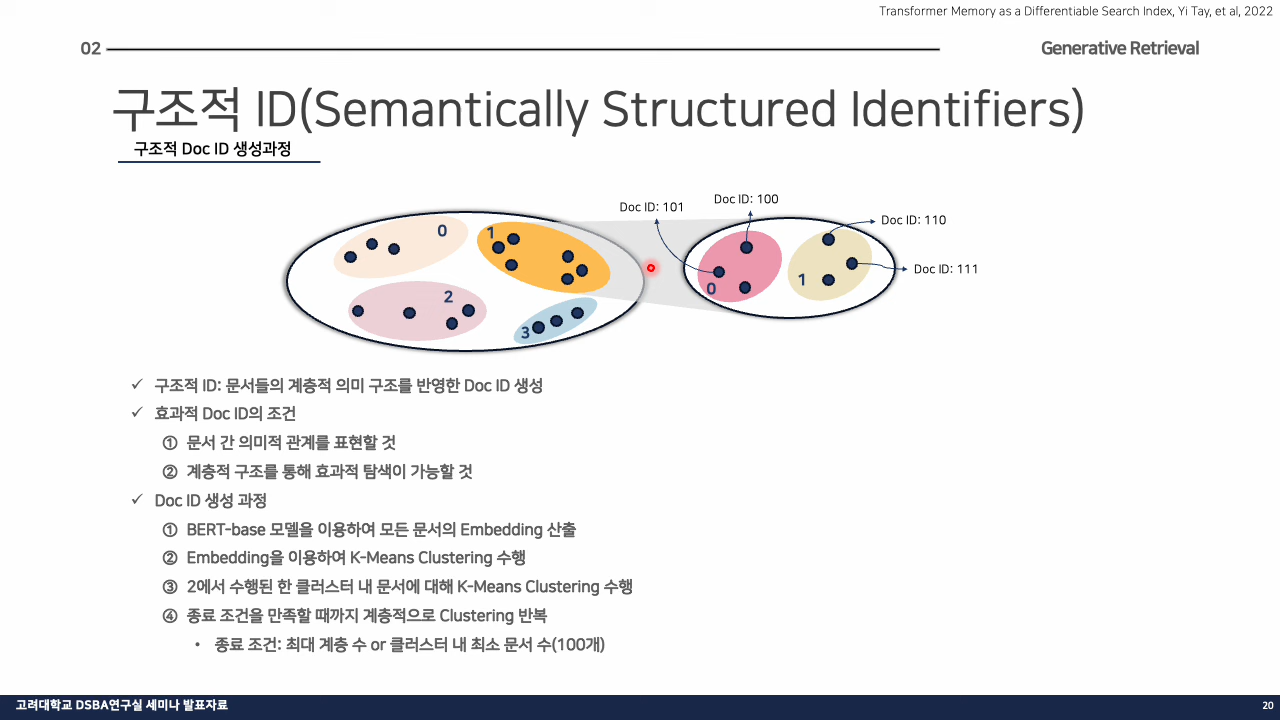 Transformer Memory as a Differentiable Search Index, Yi Tay, et al, 2022
02
Generative Retrieval
구조적 ID(Semantically Structured Identifiers)
구조적 Doc ID 생성과정
Doc ID: 101
Doc ID: 100
Doc ID: 110
Doc ID: 111
0
1
2
3
0
1
✓ 구조적 ID: 문서들의 계층적 의미 구조를 반영한 Doc ID 생성
✓ 효과적 Doc ID의 조건
① 문서 간 의미적 관계를 표현할 것
② 계층적 구조를 통해 효과적 탐색이 가능할 것
✓ Doc ID 생성 과정
① BERT-base 모델을 이용하여 모든 문서의 Embedding 산출
② Embedding을 이용하여 K-Means Clustering 수행
③ 2에서 수행된 한 클러스터 내 문서에 대해 K-Means Clustering 수행
④ 종료 조건을 만족할 때까지 계층적으로 Clustering 반복
• 종료 조건: 최대 계층 수 or 클러스터 내 최소 문서 수(100개)
고려대학교 DSBA연구실 세미나 발표자료
20